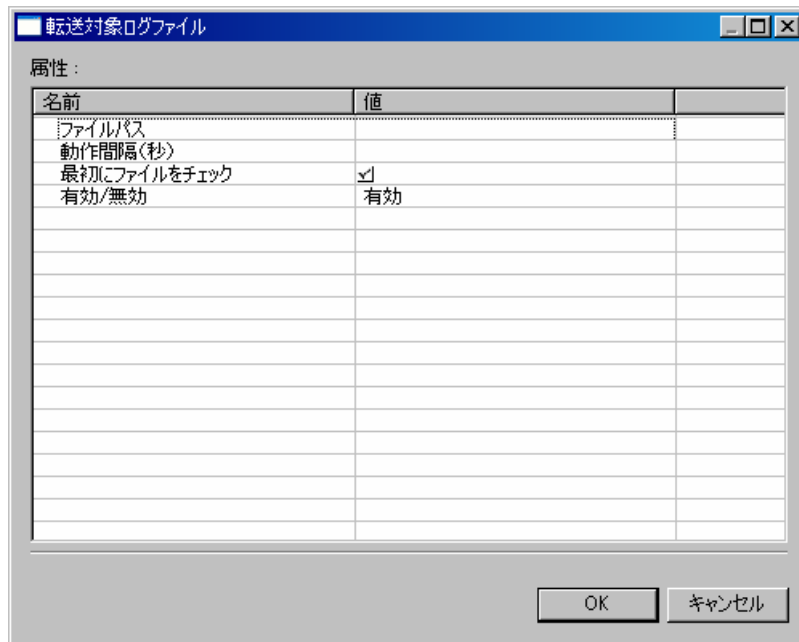 転送対象ログファイル
属性:
名前 値
ファイルパス
動作間隔(秒)
最初にファイルをチェック
有効/無効 有効
OK キャンセル